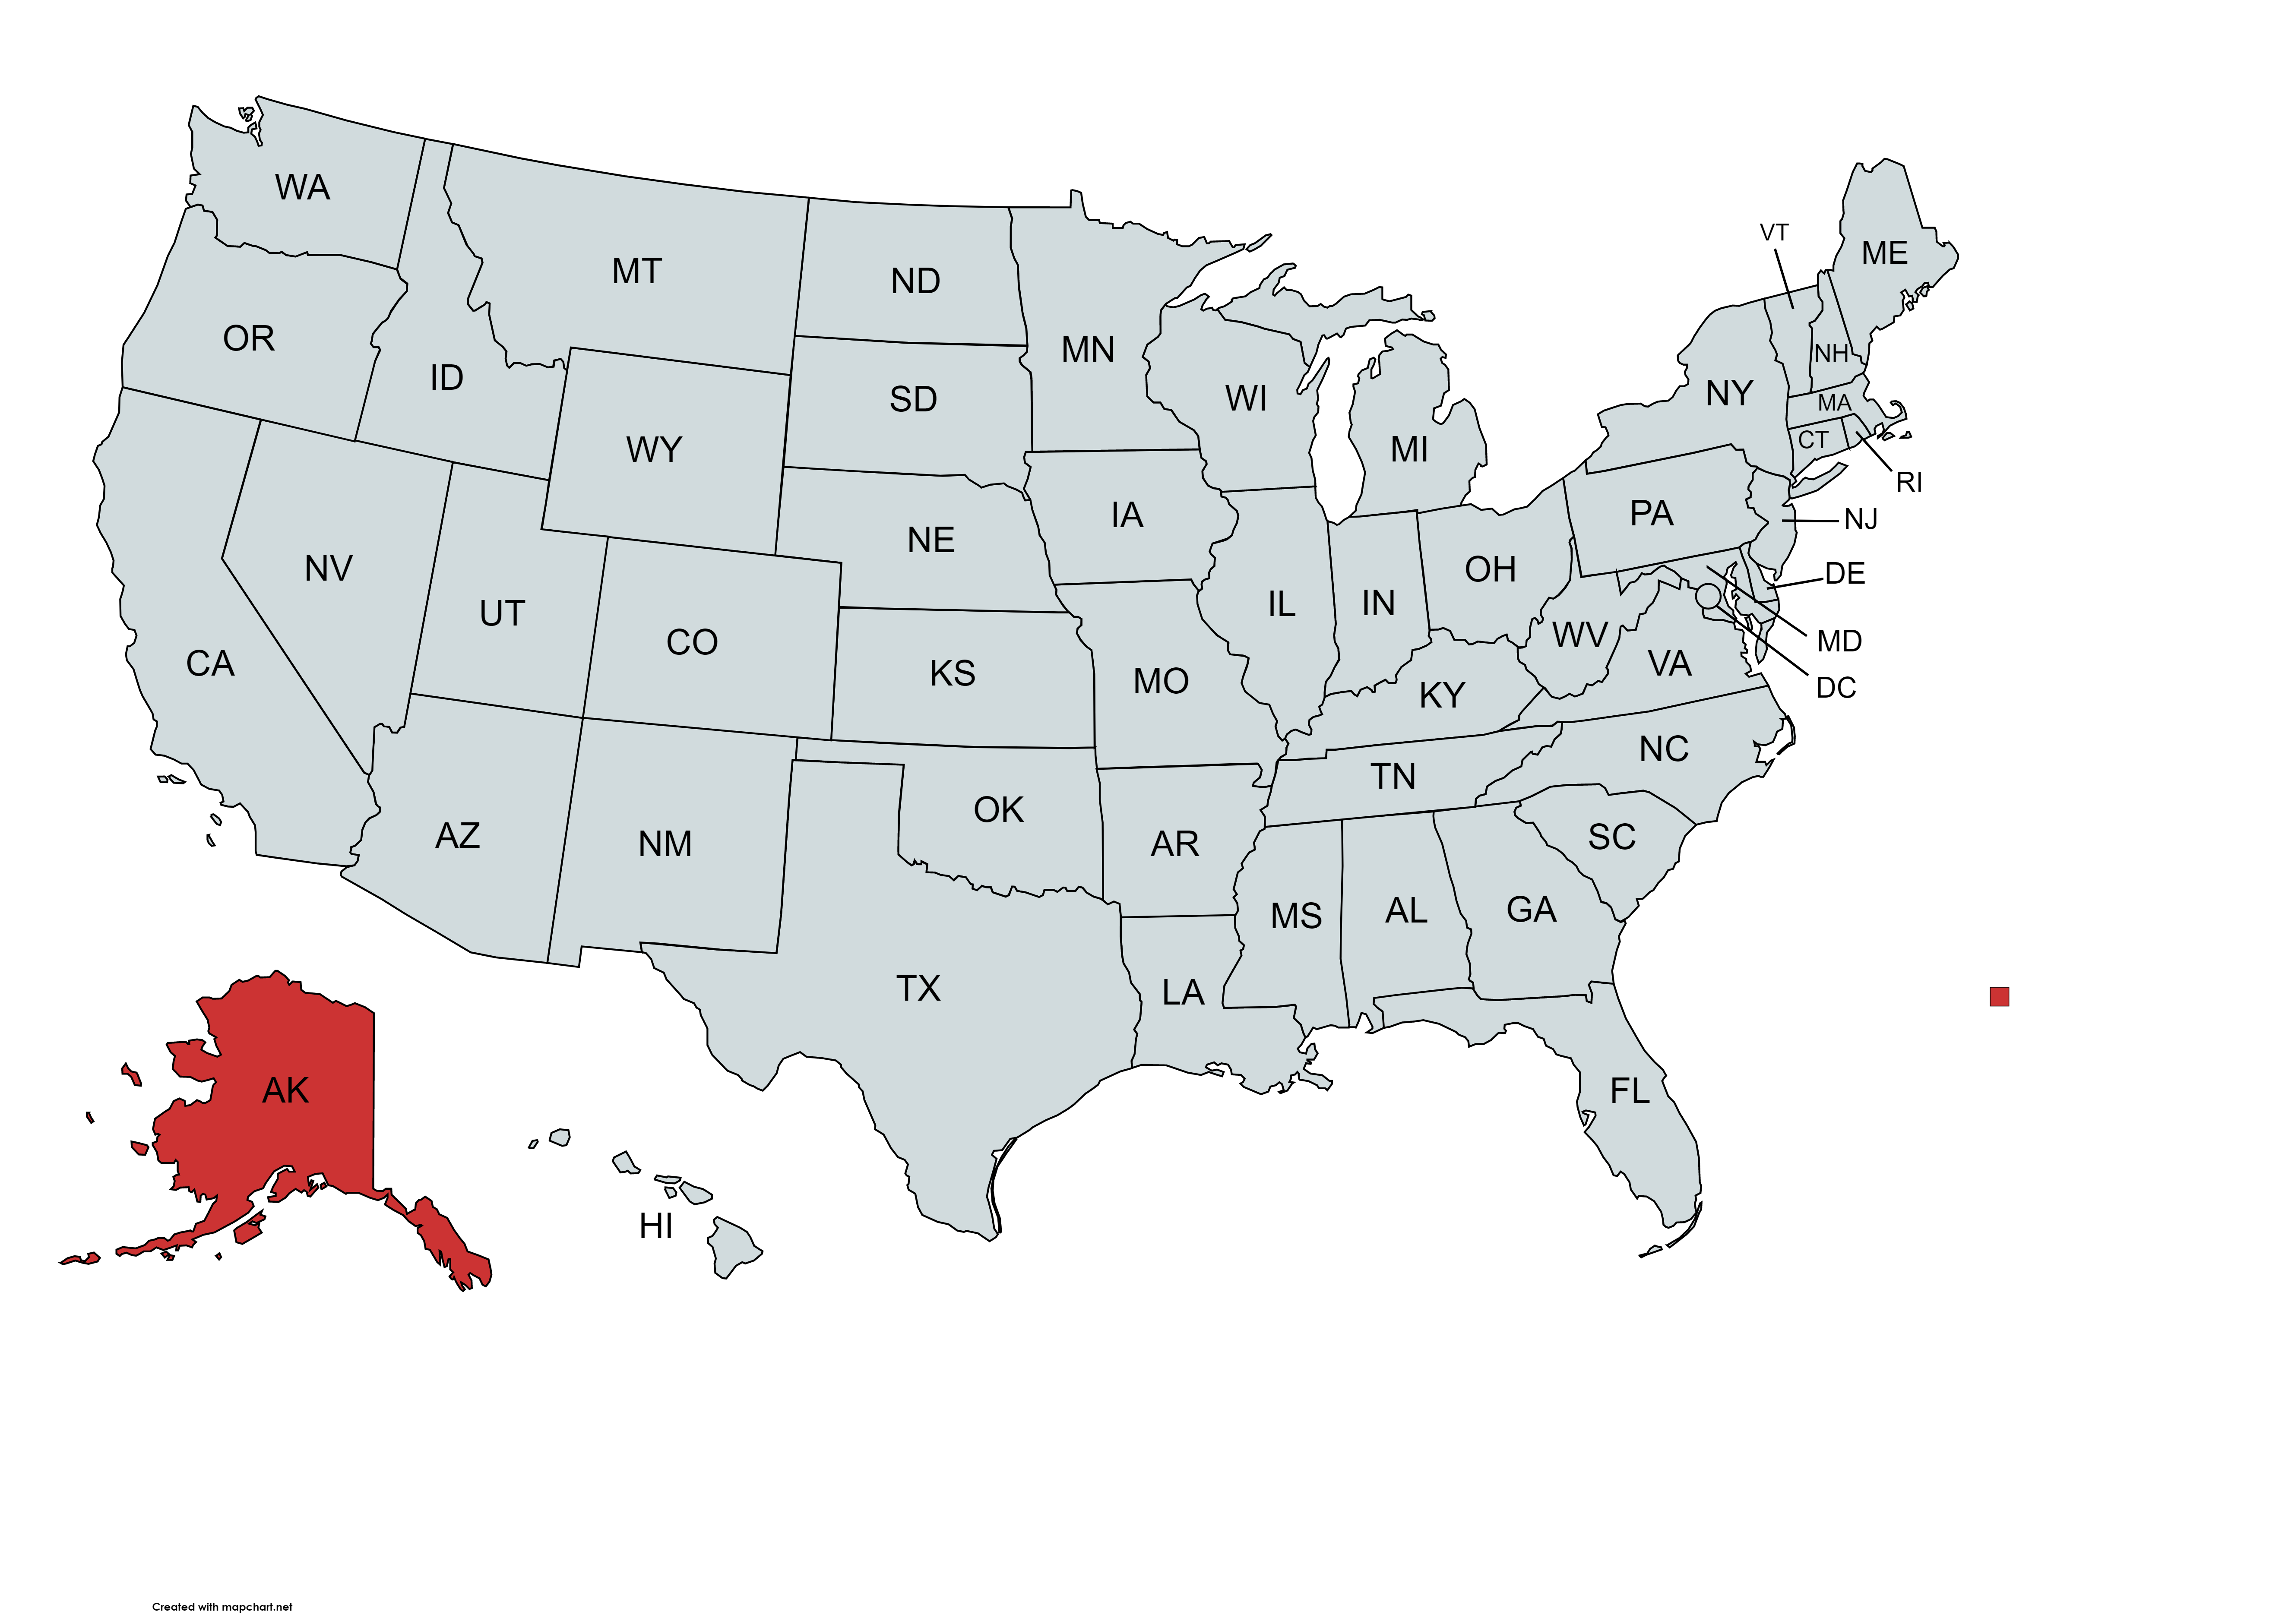 WA
VT
ME
MT
ND
OR
MN
NH
ID
SD
WI
NY
MA
CT
WY
MI
RI
PA
NJ
IA
NE
NV
OH
DE
UT
IL
IN
CO
WV
MD
CA
KS
MO
KY
VA
DC
NC
TN
AZ
NM
OK
AR
SC
MS
AL
GA
TX
LA
AK
FL
HI
Created with mapchart.net